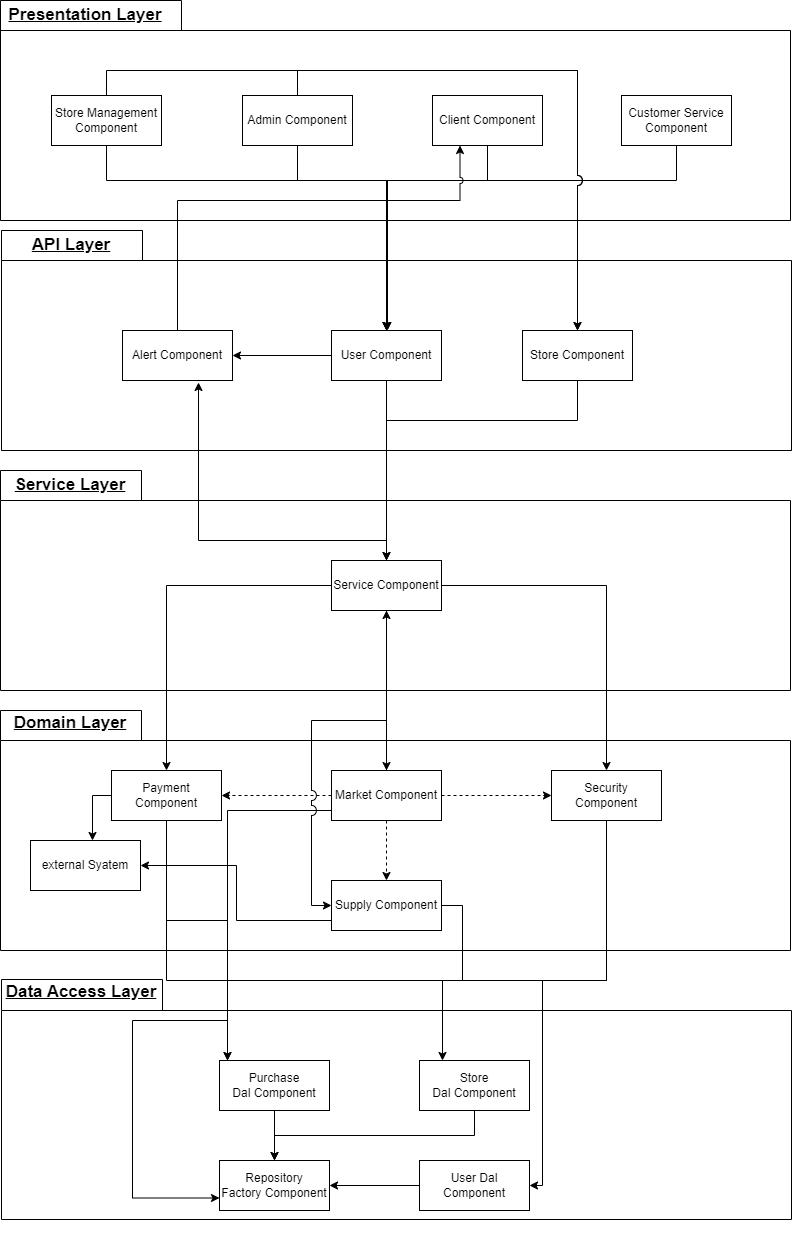 Presentation Layer
Store Management
Component
Admin Component
Client Component
Customer Service
Component
API Layer
Alert Component
User Component
Store Component
Service Layer
Service Component
Domain Layer
Payment
Component
Market Component
Security
Component
external Syatem
Supply Component
Data Access Layer
Purchase
Dal Component
Store
Dal Component
Repository
Factory Component
User Dal
Component